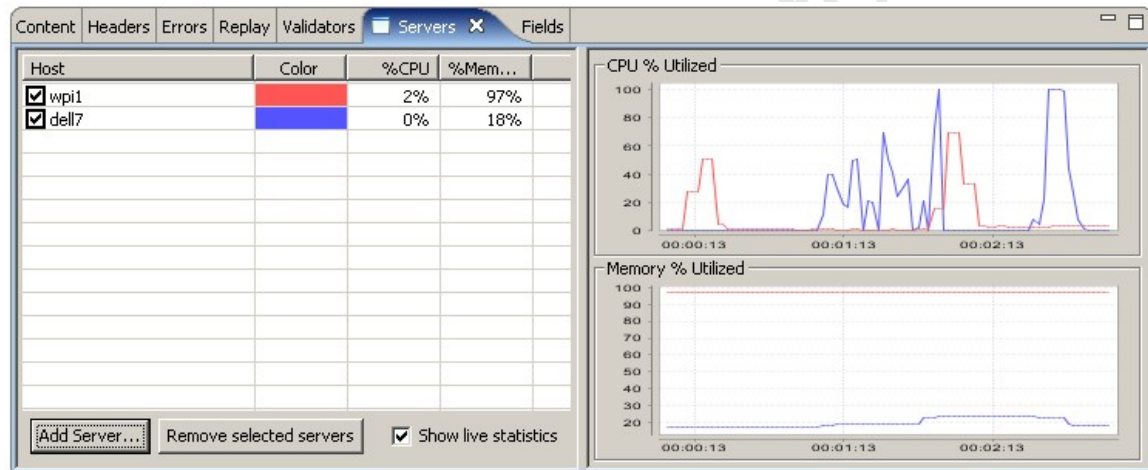 Content Headers Errors Replay Validators Servers X Fields
Host Color %CPU %Mem...
wpi1 2% 97%
dell7 0% 18%
Add Server... Remove selected servers Show live statistics
CPU % Utilized
100
80
60
40
20
0
00:00:13 00:01:13 00:02:13
Memory % Utilized
100
90
80
70
60
50
40
30
20
00:00:13 00:01:13 00:02:13